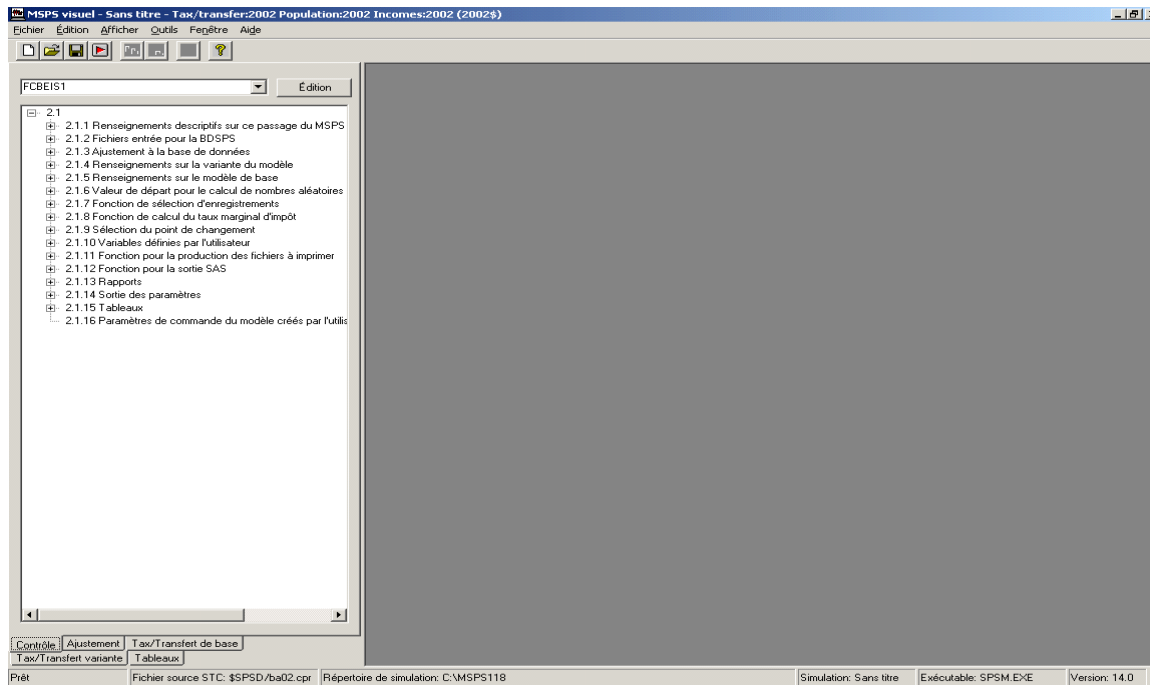 MSPS visuel - Sans titre - Tax/transfer:2002 Population:2002 Incomes:2002 (2002$)
Fichier Édition Afficher Outils Fenêtre Aide
FCBEIS1
Édition
2.1
2.1.1 Renseignements descriptifs sur ce passage du MSPS
2.1.2 Fichiers entrée pour la BDSPS
2.1.3 Ajustement à la base de données
2.1.4 Renseignements sur la variante du modèle
2.1.5 Renseignements sur le modèle de base
2.1.6 Valeur de départ pour le calcul de nombres aléatoires
2.1.7 Fonction de sélection d'enregistrements
2.1.8 Fonction de calcul du taux marginal d'impôt
2.1.9 Sélection du point de changement
2.1.10 Variables définies par l'utilisateur
2.1.11 Fonction pour la production des fichiers à imprimer
2.1.12 Fonction pour la sortie SAS
2.1.13 Rapports
2.1.14 Sortie des paramètres
2.1.15 Tableaux
2.1.16 Paramètres de commande du modèle créés par l'utilis
Contrôle Ajustement Tax/Transfert de base
Tax/Transfert variante Tableaux
Prêt Fichier source STC: $SPSD/ba02.cpr Répertoire de simulation: C:\MSPS118 Simulation: Sans titre Exécutable: SPSM.EXE Version: 14.0